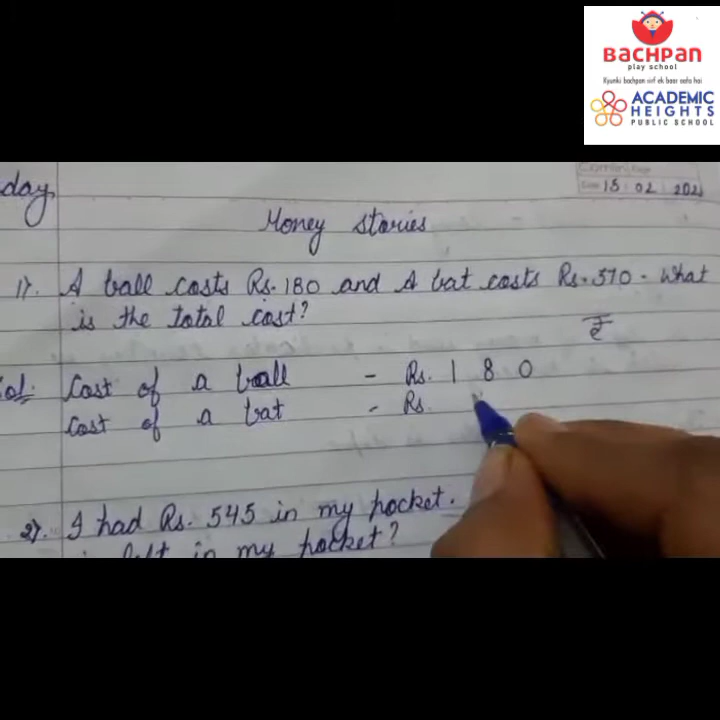 BACHPAN
play school
Kyunki bachpan sirf ek baar aata hai
ACADEMIC
HEIGHTS
PUBLIC SCHOOL
day
15.02.2021
Money stories
1). A ball costs Rs. 180 and A bat costs Rs. 370. What
is the total cost?
₹
Sol: Cost of a ball - Rs. 1 8 0
Cost of a bat - Rs
2). I had Rs. 545 in my pocket.
left in my pocket?